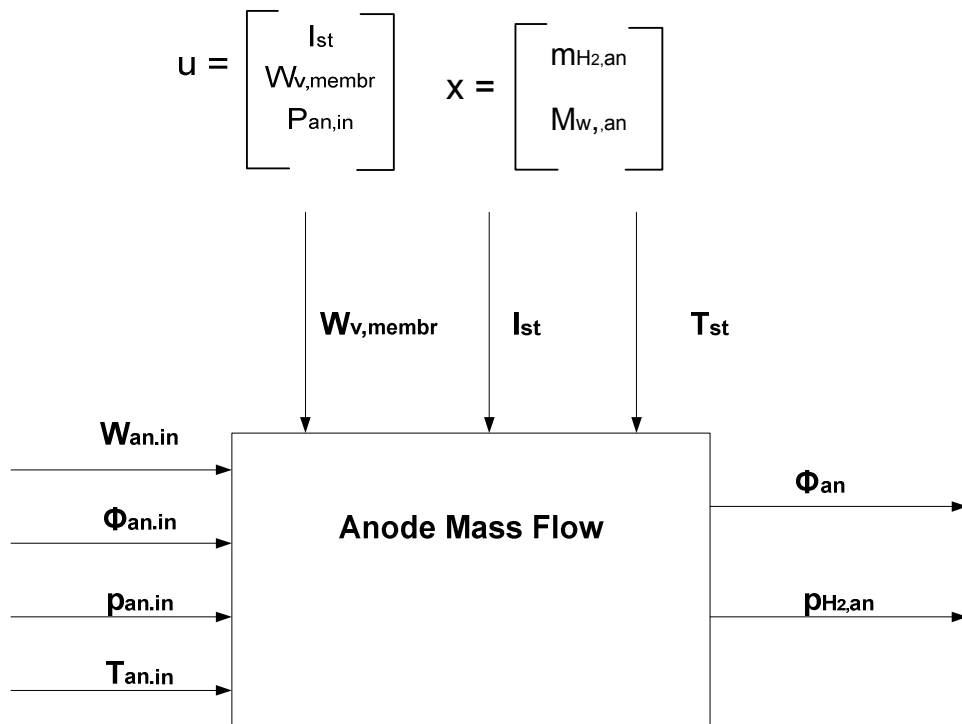 u =
Ist
Wv,membr
Pan,in
x =
mH2,an
Mw,,an
Wv,membr
Ist
Tst
Wan.in
Φan.in
pan.in
Tan.in
Anode Mass Flow
Φan
pH2,an